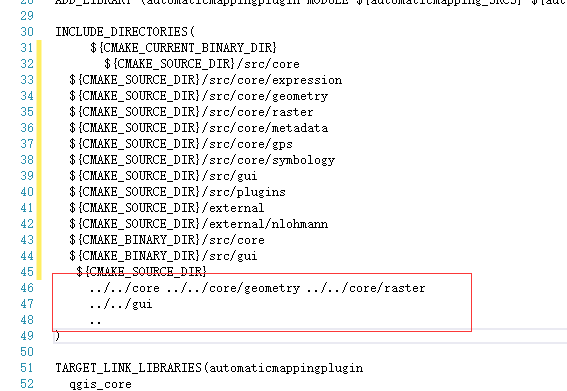 28 ADD_LIBRARY (automaticmappingplugin MODULE ${automapping_SRCS}
29
30 INCLUDE_DIRECTORIES(
31 ${CMAKE_CURRENT_BINARY_DIR}
32 ${CMAKE_SOURCE_DIR}/src/core
33 ${CMAKE_SOURCE_DIR}/src/core/expression
34 ${CMAKE_SOURCE_DIR}/src/core/geometry
35 ${CMAKE_SOURCE_DIR}/src/core/raster
36 ${CMAKE_SOURCE_DIR}/src/core/metadata
37 ${CMAKE_SOURCE_DIR}/src/core/gps
38 ${CMAKE_SOURCE_DIR}/src/core/symbology
39 ${CMAKE_SOURCE_DIR}/src/gui
40 ${CMAKE_SOURCE_DIR}/src/plugins
41 ${CMAKE_SOURCE_DIR}/external
42 ${CMAKE_SOURCE_DIR}/external/nlohmann
43 ${CMAKE_BINARY_DIR}/src/core
44 ${CMAKE_BINARY_DIR}/src/gui
45 ${CMAKE_SOURCE_DIR}
46 ../../core ../../core/geometry ../../core/raster
47 ../../gui
48 ..
49 )
50
51 TARGET_LINK_LIBRARIES(automaticmappingplugin
52 qgis_core